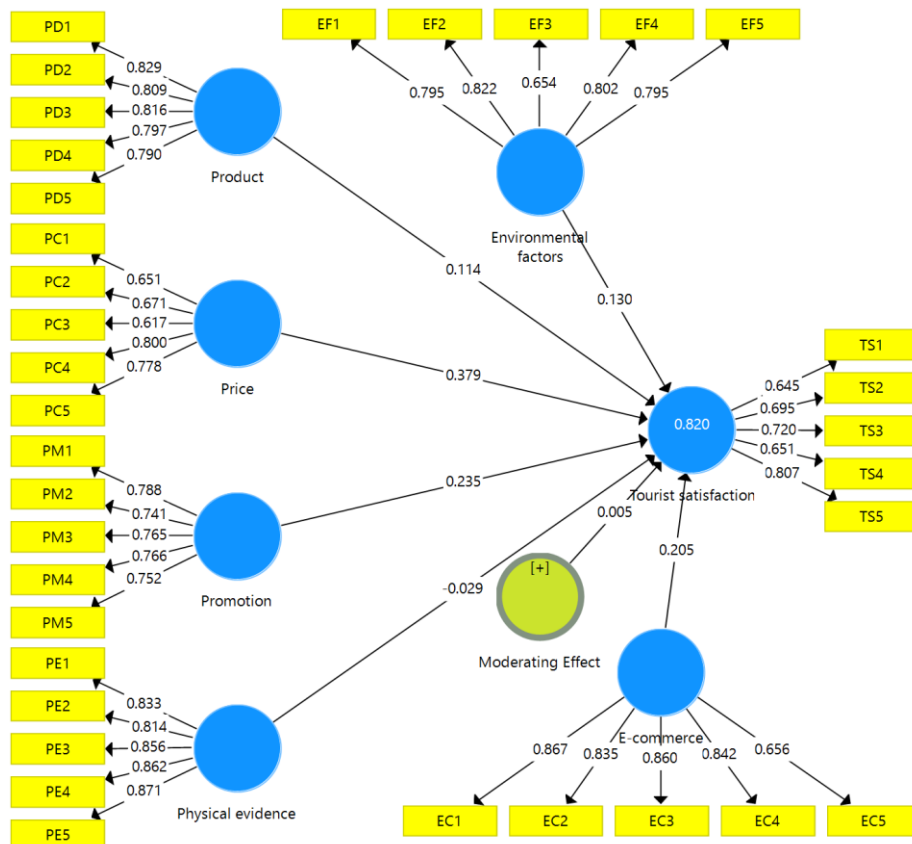 EF1 EF2 EF3 EF4 EF5
0.795 0.822 0.654 0.802 0.795
Environmental
factors
PD1
PD2
PD3
PD4
PD5
0.829
0.809
0.816
0.797
0.790
Product
0.114
0.130
PC1
PC2
PC3
PC4
PC5
0.651
0.671
0.617
0.800
0.778
Price
0.379
PM1
PM2
PM3
PM4
PM5
0.788
0.741
0.765
0.766
0.752
Promotion
0.235
PE1
PE2
PE3
PE4
PE5
0.833
0.814
0.856
0.862
0.871
Physical evidence
-0.029
[+]
Moderating Effect
0.005
0.820
Tourist satisfaction
0.645
0.695
0.720
0.651
0.807
TS1
TS2
TS3
TS4
TS5
0.205
E-commerce
0.867 0.835 0.860 0.842 0.656
EC1 EC2 EC3 EC4 EC5